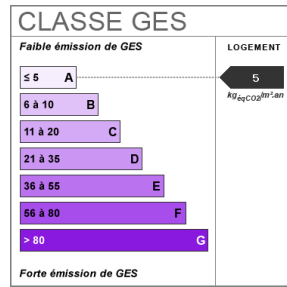 CLASSE GES
Faible émission de GES
LOGEMENT
≤ 5 A
5
kgéqCO2/m².an
6 à 10 B
11 à 20 C
21 à 35 D
36 à 55 E
56 à 80 F
> 80 G
Forte émission de GES